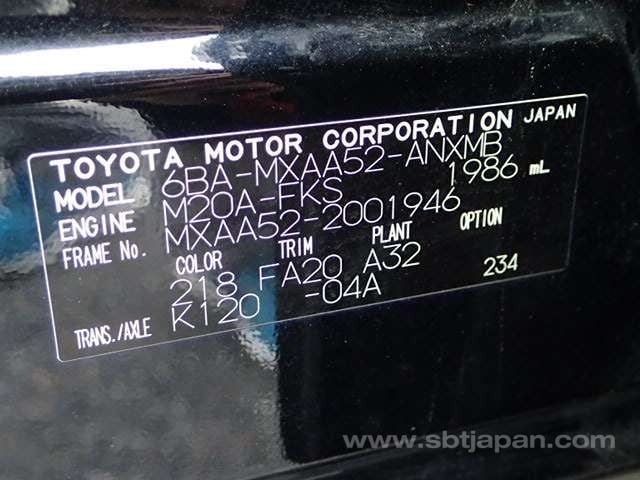 TOYOTA MOTOR CORPORATION JAPAN
MODEL 6BA-MXAA52-ANXMB
ENGINE M20A-FKS 1986 mL
FRAME No. MXAA52-2001946
COLOR TRIM PLANT OPTION
218 FA20 A32 234
TRANS./AXLE K120 -04A
www.sbtjapan.com